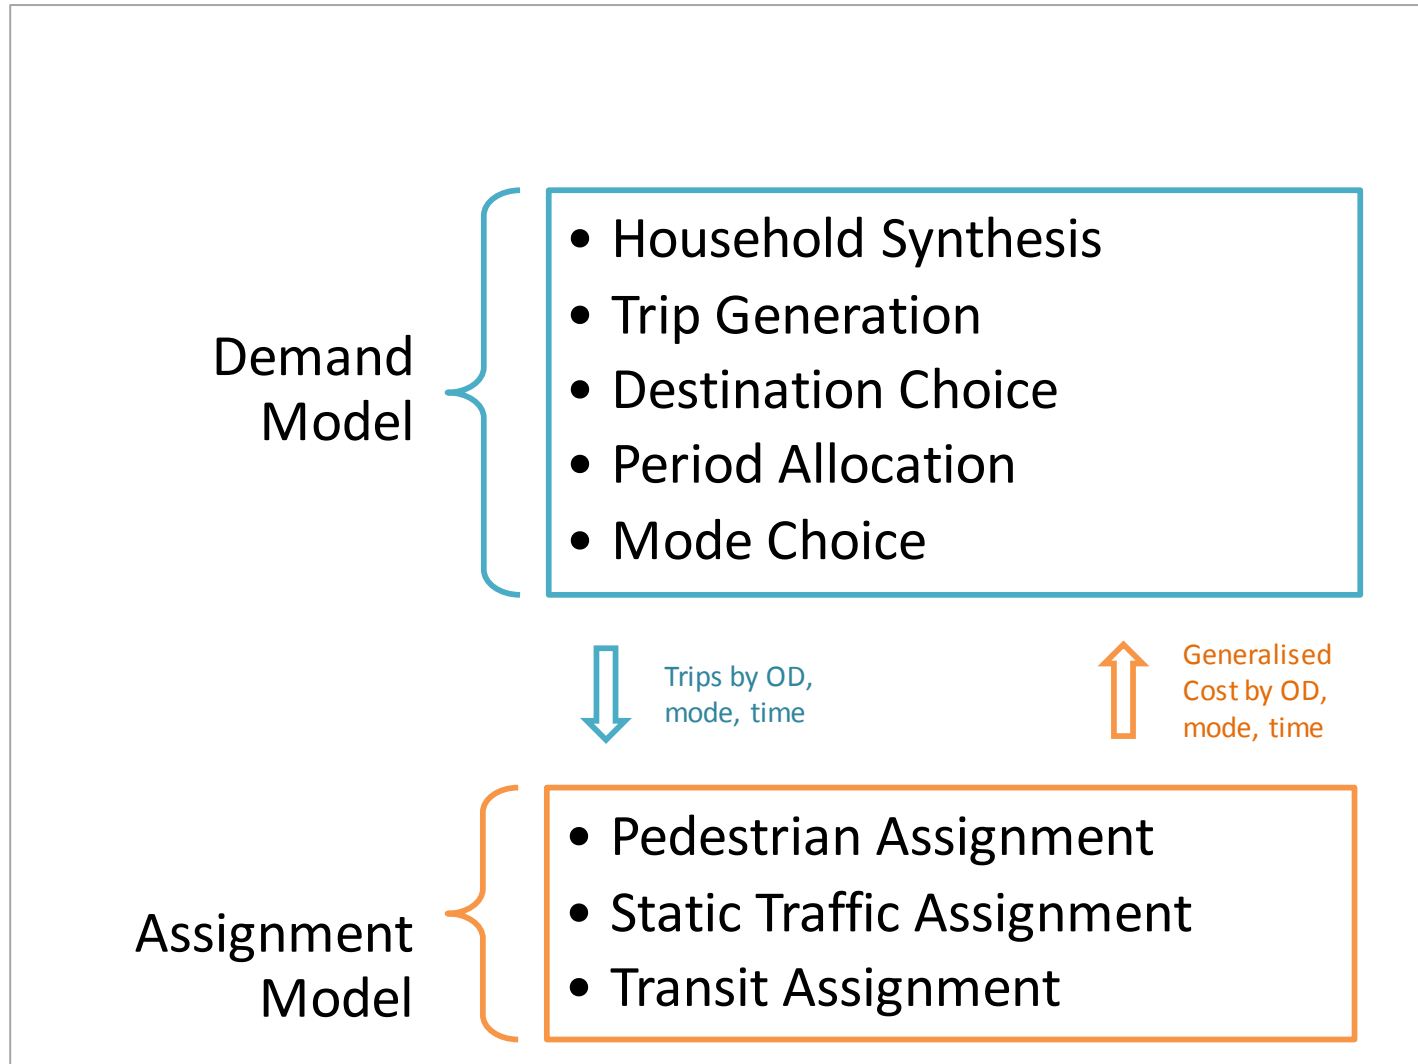 Demand
Model
• Household Synthesis
• Trip Generation
• Destination Choice
• Period Allocation
• Mode Choice
Trips by OD,
mode, time
Generalised
Cost by OD,
mode, time
Assignment
Model
• Pedestrian Assignment
• Static Traffic Assignment
• Transit Assignment